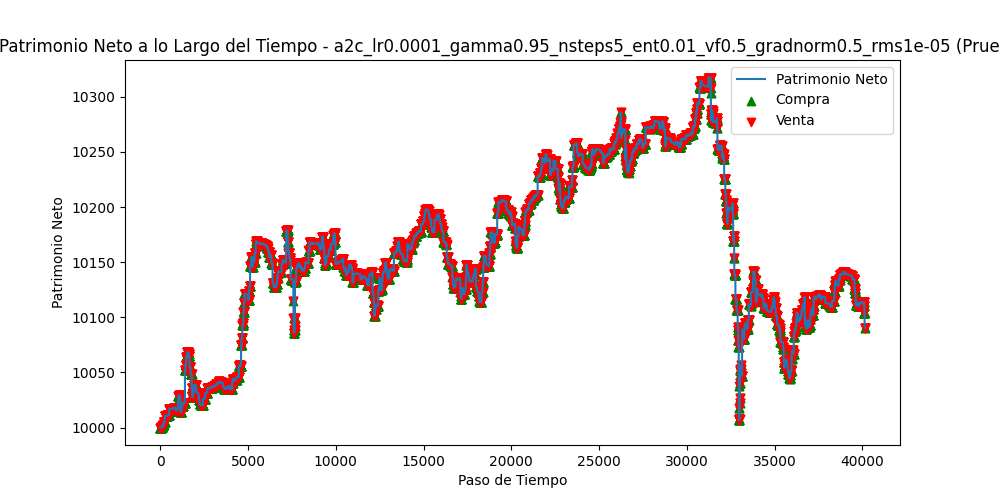 Patrimonio Neto a lo Largo del Tiempo - a2c_lr0.0001_gamma0.95_nsteps5_ent0.01_vf0.5_gradnorm0.5_rms1e-05 (Prue
Patrimonio Neto
Compra
Venta
10300
10250
10200
10150
10100
10050
10000
Patrimonio Neto
0 5000 10000 15000 20000 25000 30000 35000 40000
Paso de Tiempo